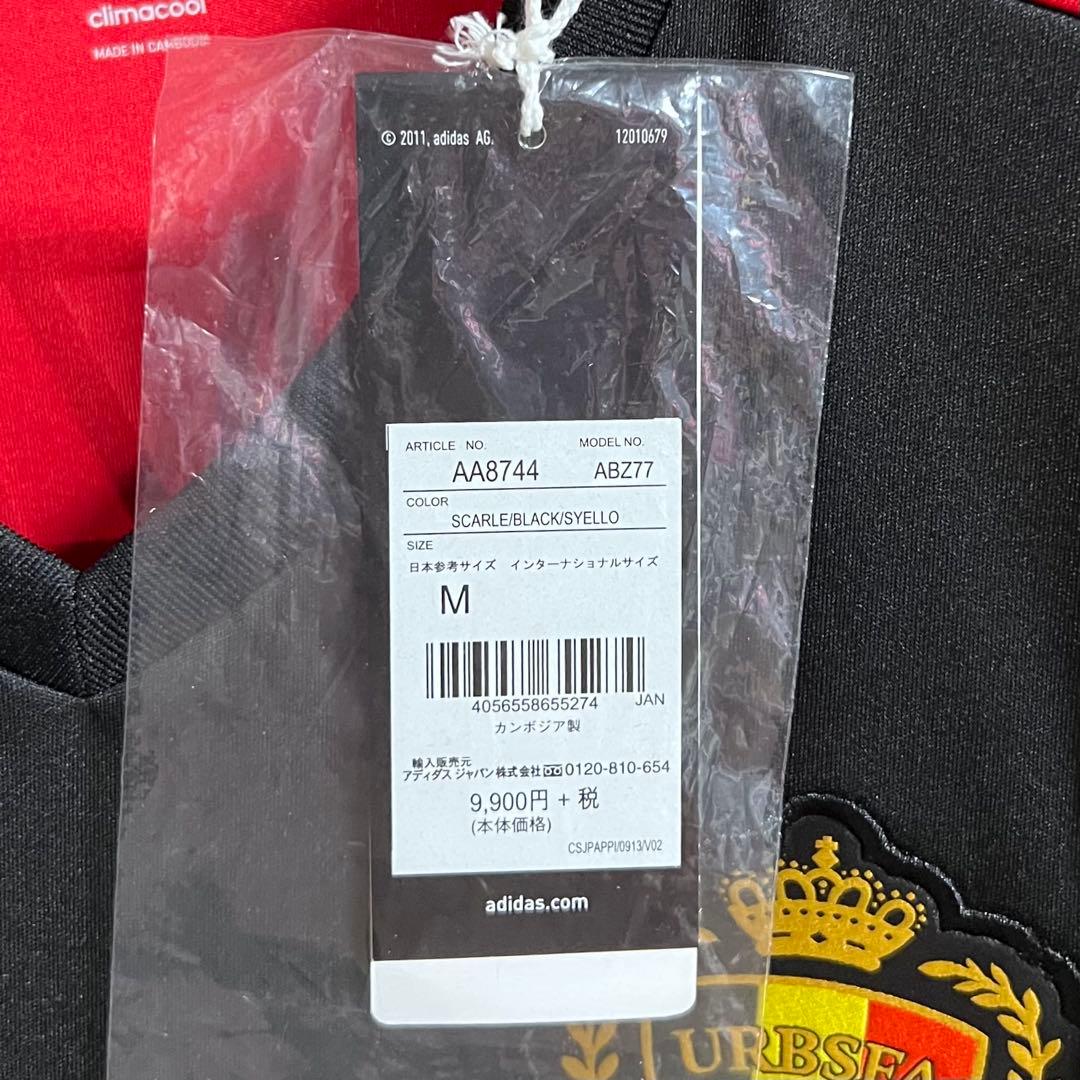 climacool
MADE IN CAMBODIA
© 2011, adidas AG. 12010679
ARTICLE NO. MODEL NO.
AA8744 ABZ77
COLOR
SCARLE/BLACK/SYELLO
SIZE
日本参考サイズ インターナショナルサイズ
M
4056558655274 JAN
カンボジア製
輸入販売元
アディダス ジャパン株式会社 0120-810-654
9,900円 + 税
(本体価格)
CSJPAPPI/0913/V02
adidas.com
URBSFA